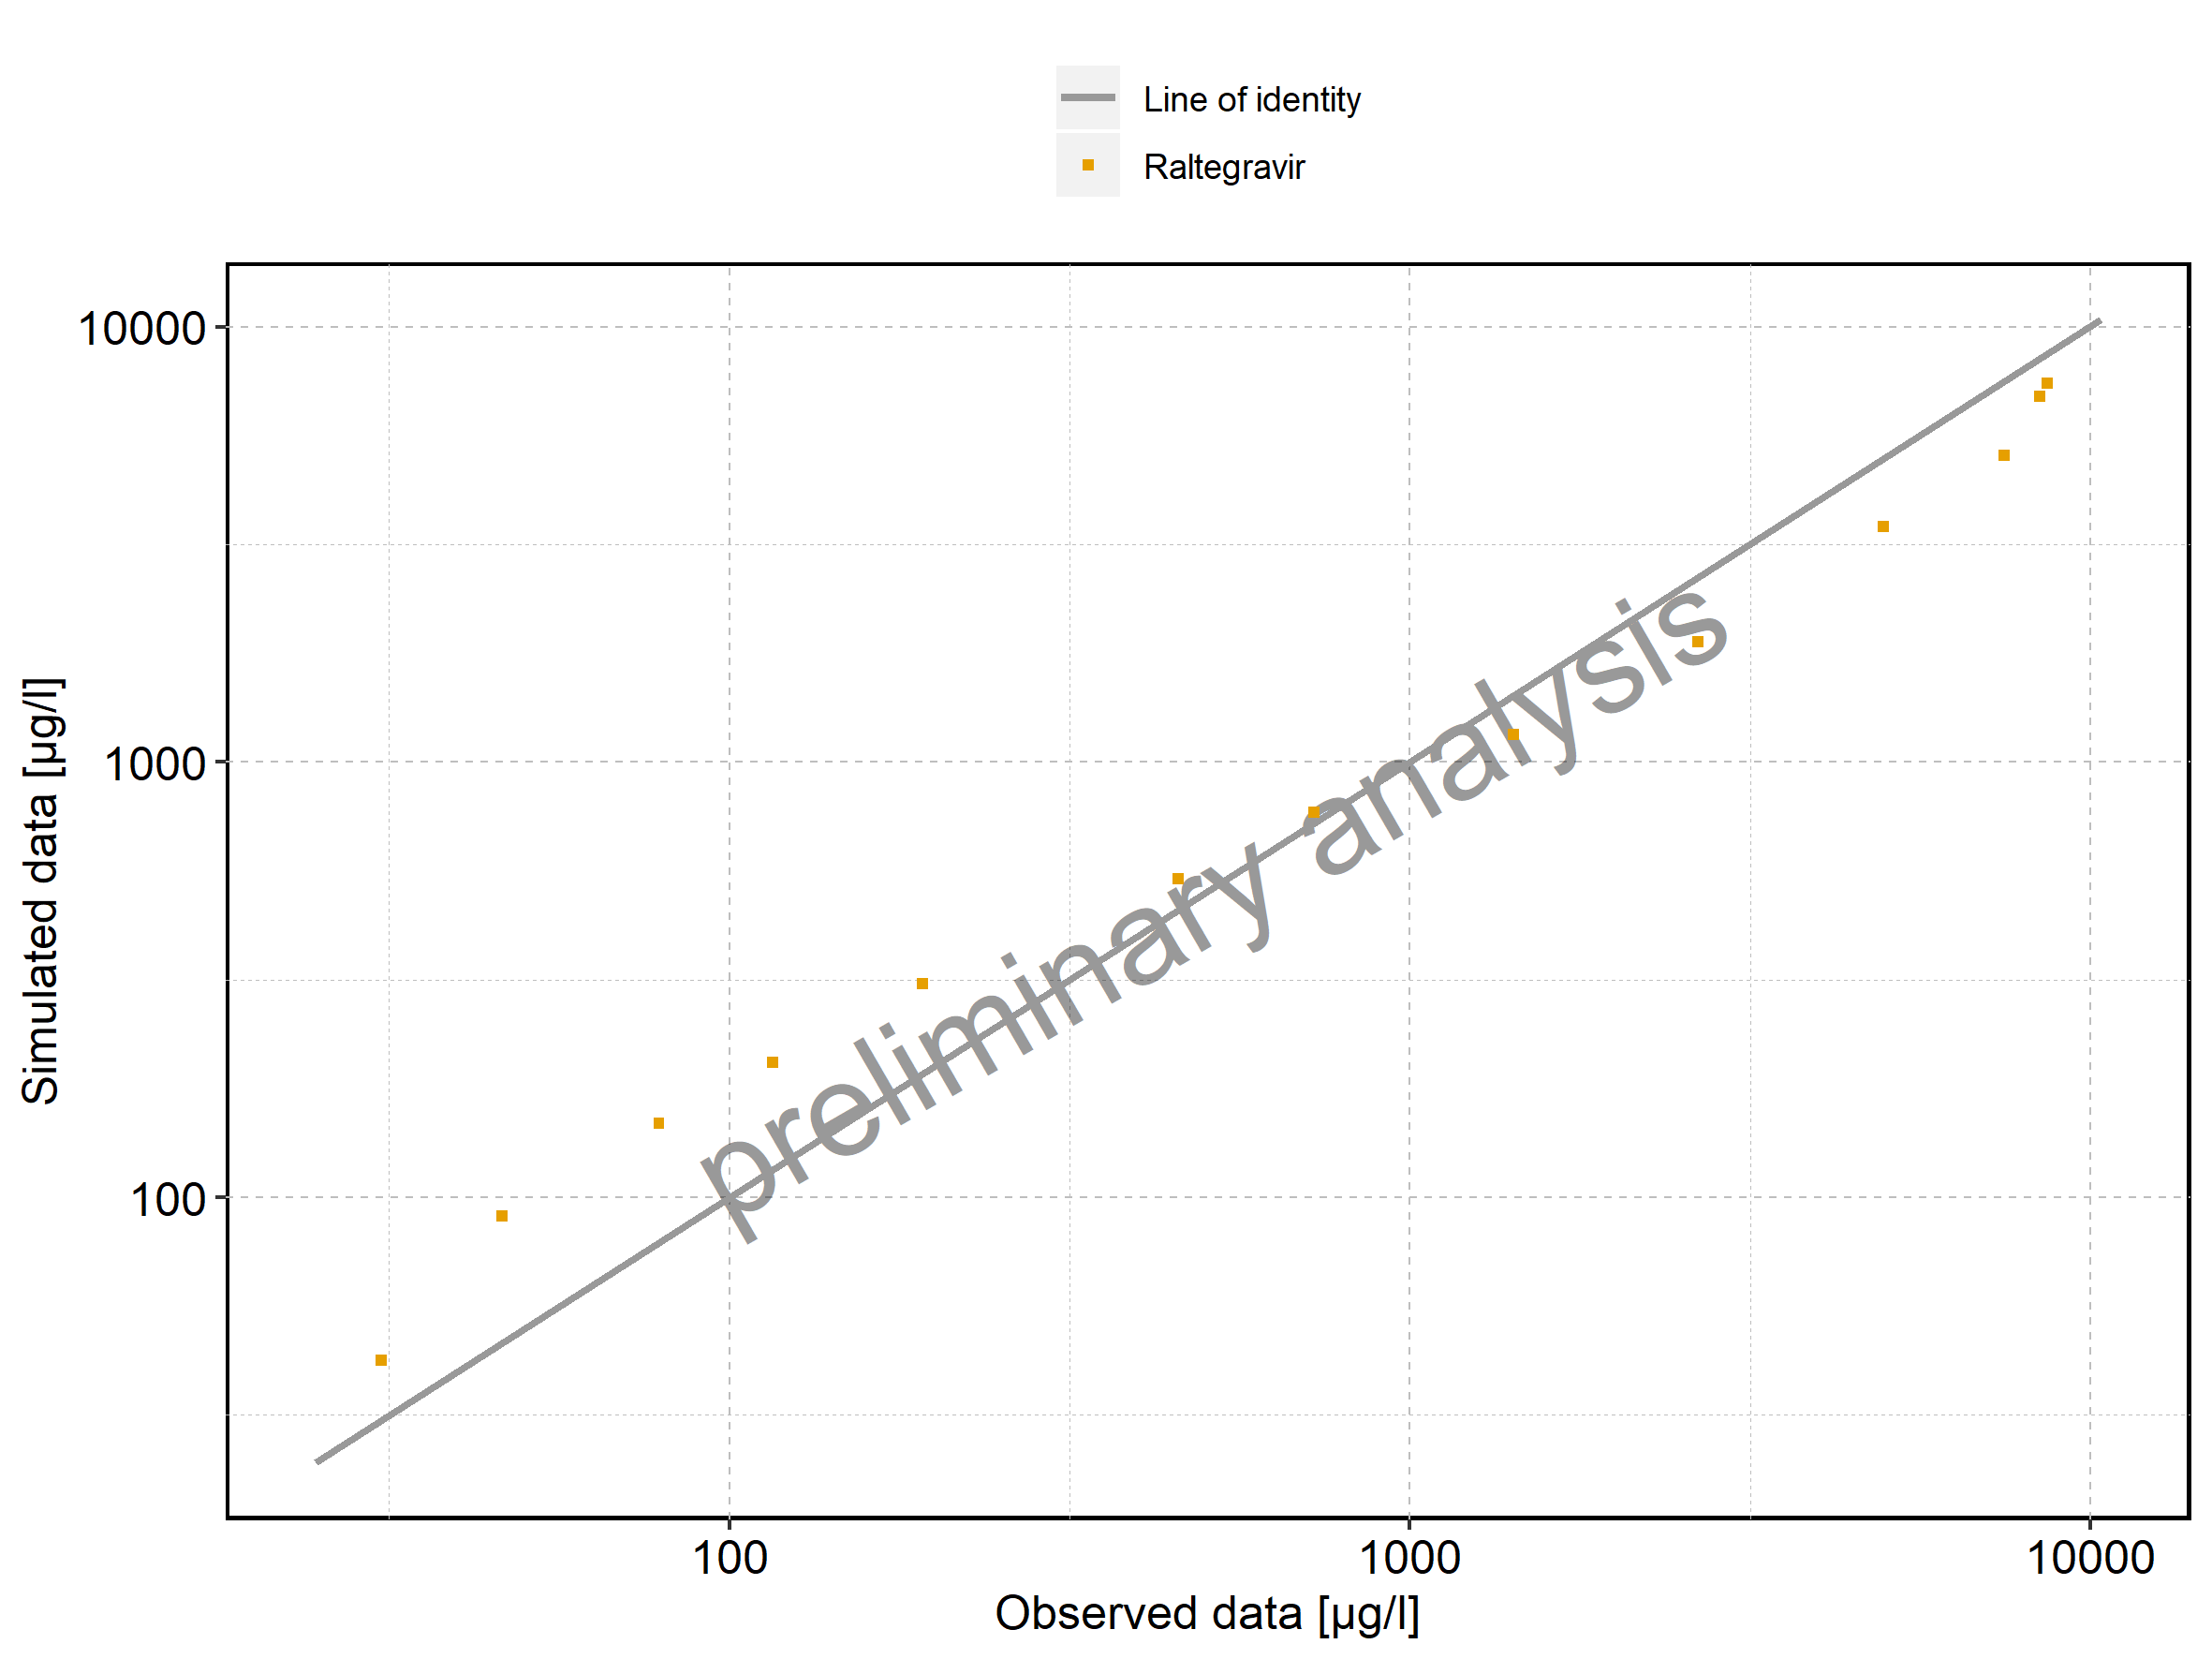 Line of identity
Raltegravir
10000
1000
100
Simulated data [µg/l]
preliminary analysis
100
1000
10000
Observed data [µg/l]